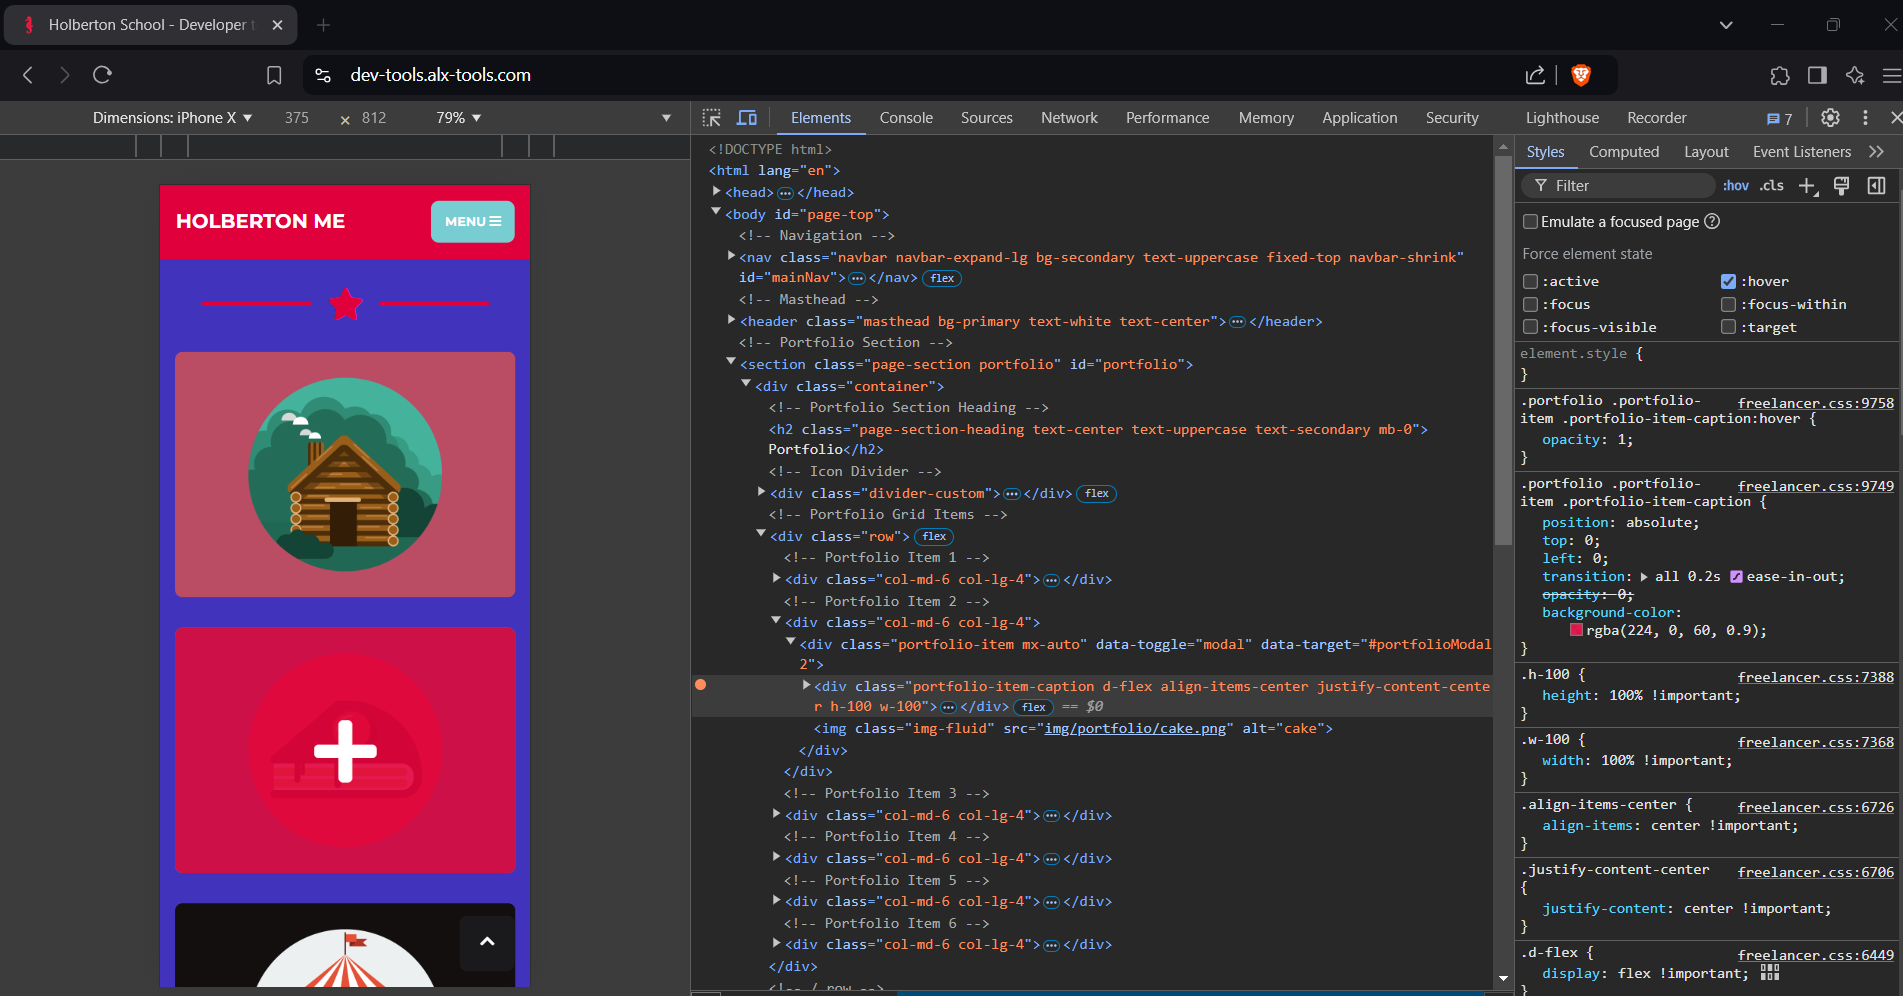 Holberton School - Developer t
dev-tools.alx-tools.com
Dimensions: iPhone X ▼ 375 × 812 79% ▼ ▼
Elements Console Sources Network Performance Memory Application Security Lighthouse Recorder 7
HOLBERTON ME
MENU
<!DOCTYPE html>
<html lang="en">
<head> ⋯ </head>
<body id="page-top">
<!-- Navigation -->
<nav class="navbar navbar-expand-lg bg-secondary text-uppercase fixed-top navbar-shrink"
id="mainNav"> ⋯ </nav> flex
<!-- Masthead -->
<header class="masthead bg-primary text-white text-center"> ⋯ </header>
<!-- Portfolio Section -->
<section class="page-section portfolio" id="portfolio">
<div class="container">
<!-- Portfolio Section Heading -->
<h2 class="page-section-heading text-center text-uppercase text-secondary mb-0">
Portfolio</h2>
<!-- Icon Divider -->
<div class="divider-custom"> ⋯ </div> flex
<!-- Portfolio Grid Items -->
<div class="row"> flex
<!-- Portfolio Item 1 -->
<div class="col-md-6 col-lg-4"> ⋯ </div>
<!-- Portfolio Item 2 -->
<div class="col-md-6 col-lg-4">
<div class="portfolio-item mx-auto" data-toggle="modal" data-target="#portfolioModal
2">
<div class="portfolio-item-caption d-flex align-items-center justify-content-cente
r h-100 w-100"> ⋯ </div> flex == $0
<img class="img-fluid" src="img/portfolio/cake.png" alt="cake">
</div>
</div>
<!-- Portfolio Item 3 -->
<div class="col-md-6 col-lg-4"> ⋯ </div>
<!-- Portfolio Item 4 -->
<div class="col-md-6 col-lg-4"> ⋯ </div>
<!-- Portfolio Item 5 -->
<div class="col-md-6 col-lg-4"> ⋯ </div>
<!-- Portfolio Item 6 -->
<div class="col-md-6 col-lg-4"> ⋯ </div>
</div>
<!-- / row -->
Styles Computed Layout Event Listeners
Filter :hov .cls
Emulate a focused page
Force element state
:active :hover
:focus :focus-within
:focus-visible :target
element.style {
}
.portfolio .portfolio- freelancer.css:9758
item .portfolio-item-caption:hover {
opacity: 1;
}
.portfolio .portfolio- freelancer.css:9749
item .portfolio-item-caption {
position: absolute;
top: 0;
left: 0;
transition: all 0.2s ease-in-out;
opacity: 0;
background-color:
rgba(224, 0, 60, 0.9);
}
.h-100 { freelancer.css:7388
height: 100% !important;
}
.w-100 { freelancer.css:7368
width: 100% !important;
}
.align-items-center { freelancer.css:6726
align-items: center !important;
}
.justify-content-center freelancer.css:6706
{
justify-content: center !important;
}
.d-flex { freelancer.css:6449
display: flex !important;
}